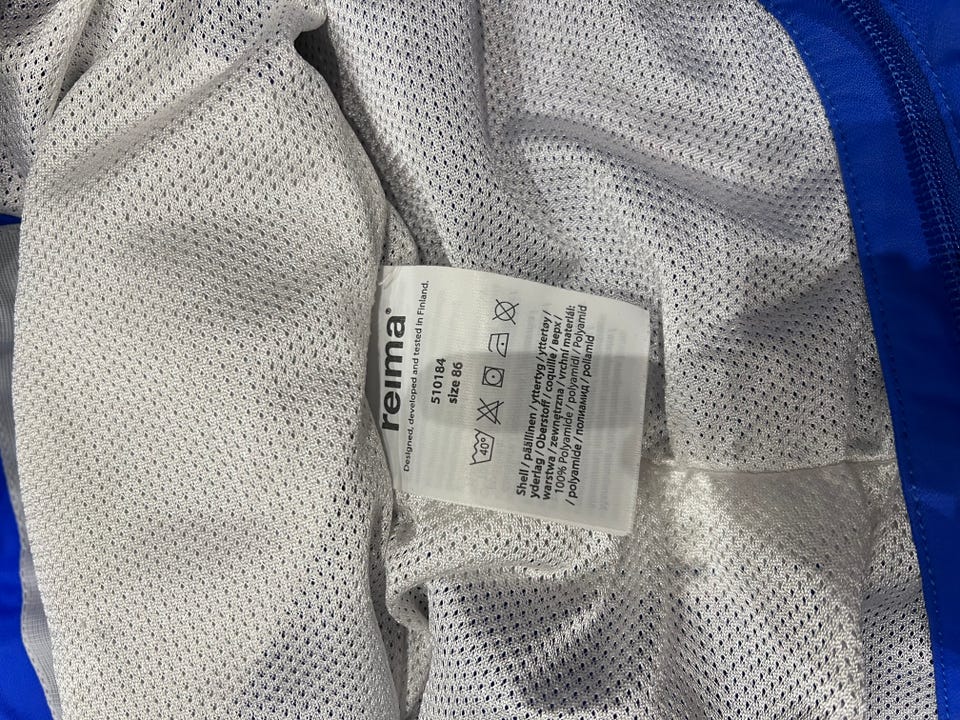 reima®
Designed, developed and tested in Finland.
510184
size 86
40°
Shell / päällinen / yttertyg / yttertøy /
yderlag / Oberstoff / coquille / верх /
warstwa / zewnętrzna / vrchní materiál:
100% Polyamide / polyamidi / Polyamid
/ polyamide / полиамид / poliamid